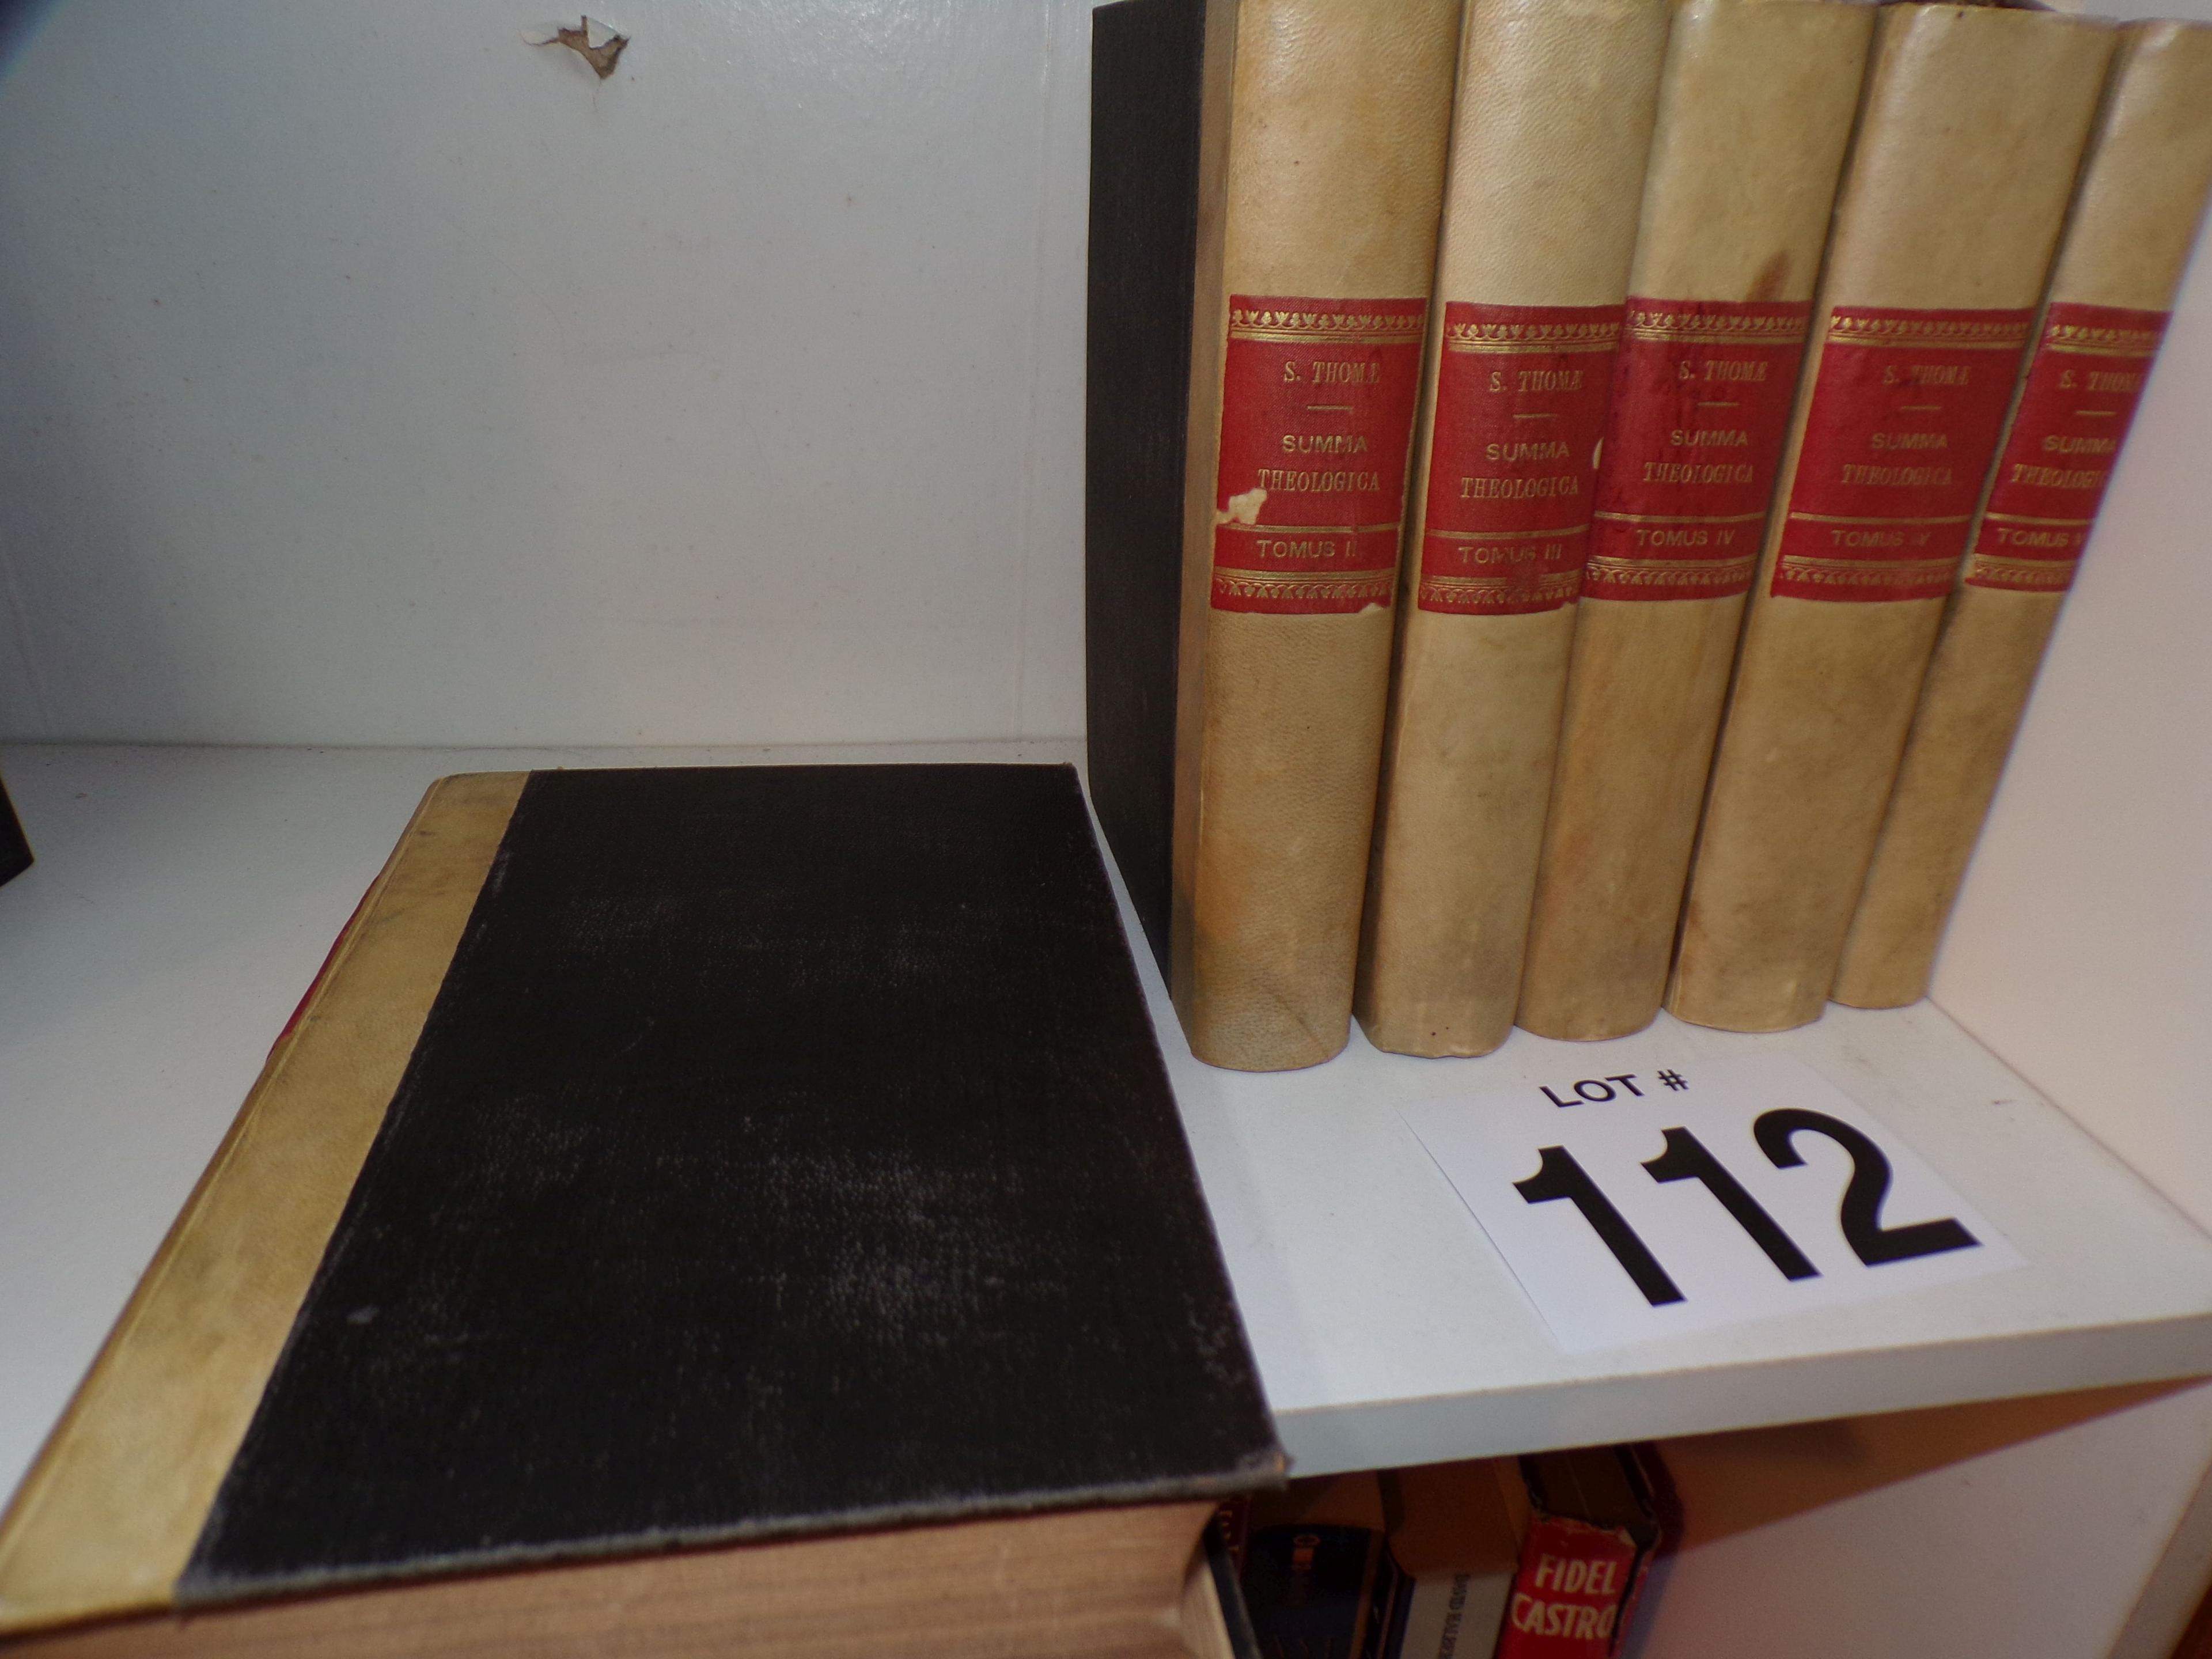 S. THOMÆ
SUMMA
THEOLOGICA
TOMUS II
S. THOMÆ
SUMMA
THEOLOGICA
TOMUS III
S. THOMÆ
SUMMA
THEOLOGICA
TOMUS IV
S. THOMÆ
SUMMA
THEOLOGICA
TOMUS V
S. THOMÆ
SUMMA
THEOLOGICA
TOMUS
LOT #
112
FIDEL
CASTRO